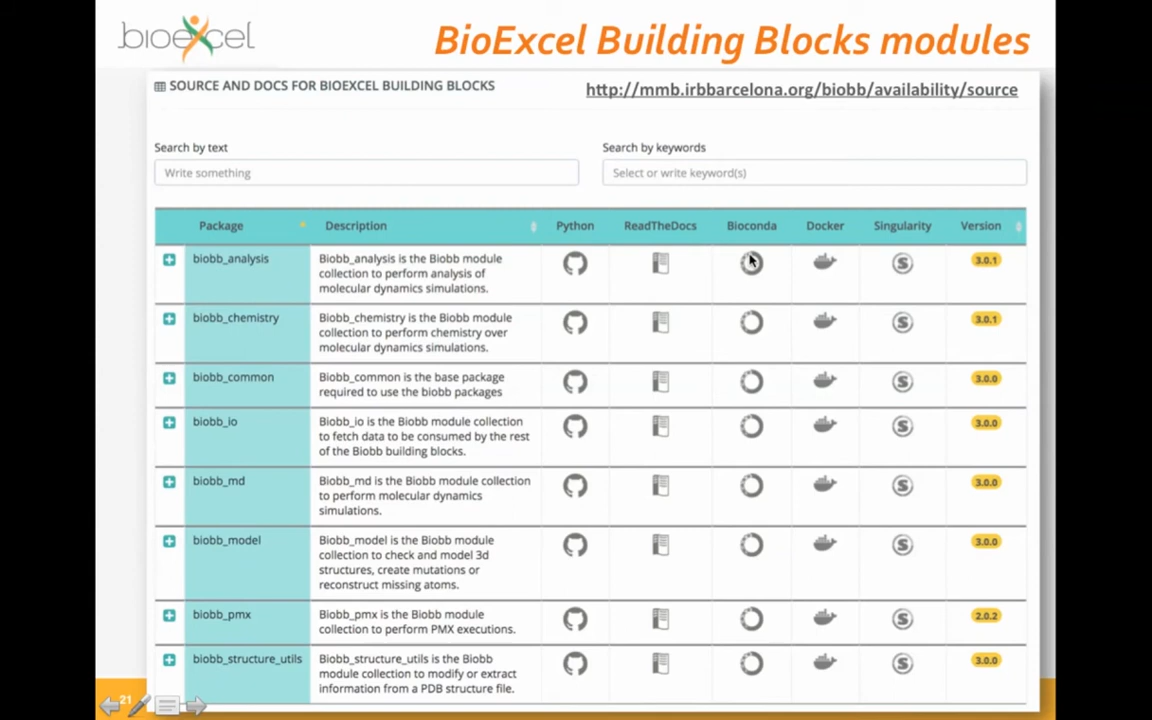 bioexcel
BioExcel Building Blocks modules
SOURCE AND DOCS FOR BIOEXCEL BUILDING BLOCKS
http://mmb.irbbarcelona.org/biobb/availability/source
Search by text
Search by keywords
Write something
Select or write keyword(s)
Package Description Python ReadTheDocs Bioconda Docker Singularity Version
biobb_analysis
Biobb_analysis is the Biobb module
collection to perform analysis of
molecular dynamics simulations.
3.0.1
biobb_chemistry
Biobb_chemistry is the Biobb module
collection to perform chemistry over
molecular dynamics simulations.
3.0.1
biobb_common
Biobb_common is the base package
required to use the biobb packages
3.0.0
biobb_io
Biobb_io is the Biobb module collection
to fetch data to be consumed by the rest
of the Biobb building blocks.
3.0.0
biobb_md
Biobb_md is the Biobb module collection
to perform molecular dynamics
simulations.
3.0.0
biobb_model
Biobb_model is the Biobb module
collection to check and model 3d
structures, create mutations or
reconstruct missing atoms.
3.0.0
biobb_pmx
Biobb_pmx is the Biobb module
collection to perform PMX executions.
2.0.2
biobb_structure_utils
Biobb_structure_utils is the Biobb
module collection to modify or extract
information from a PDB structure file.
3.0.0
21